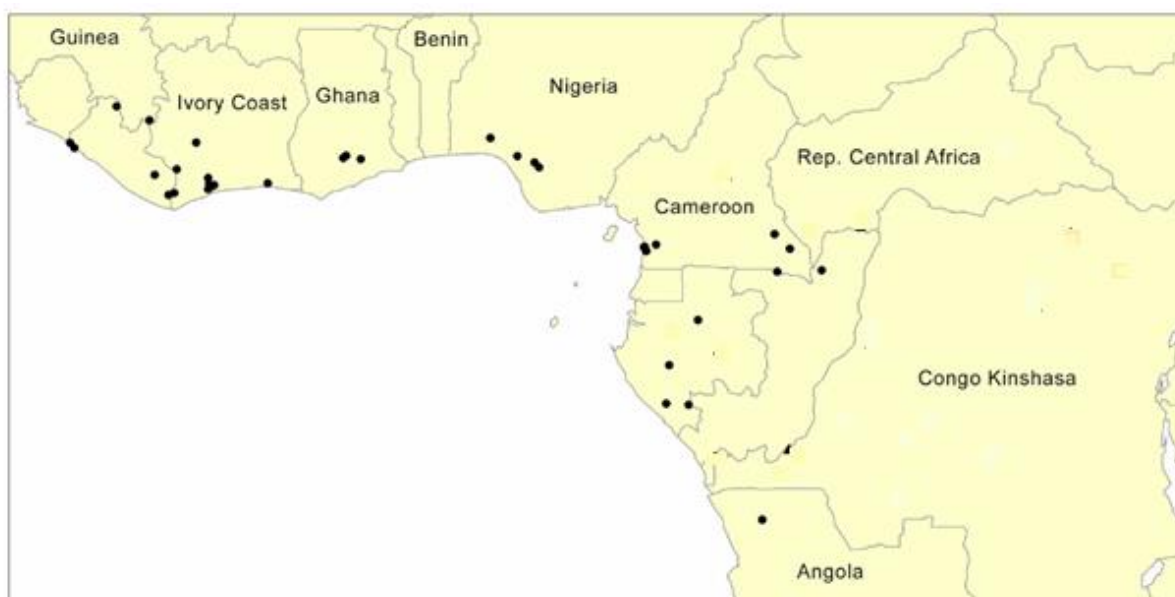 Guinea
Benin
Nigeria
Ghana
Ivory Coast
Rep. Central Africa
Cameroon
Congo Kinshasa
Angola